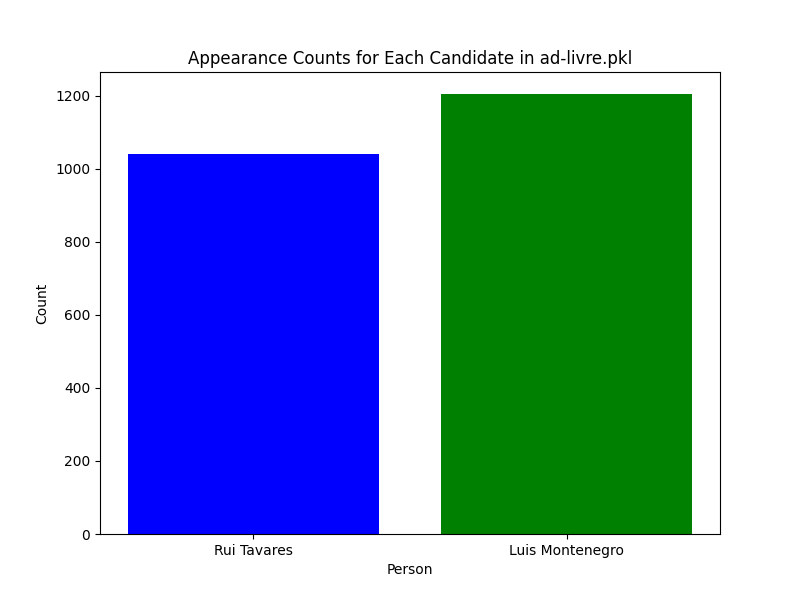 Appearance Counts for Each Candidate in ad-livre.pkl
1200
1000
800
600
400
200
0
Count
Rui Tavares
Luis Montenegro
Person